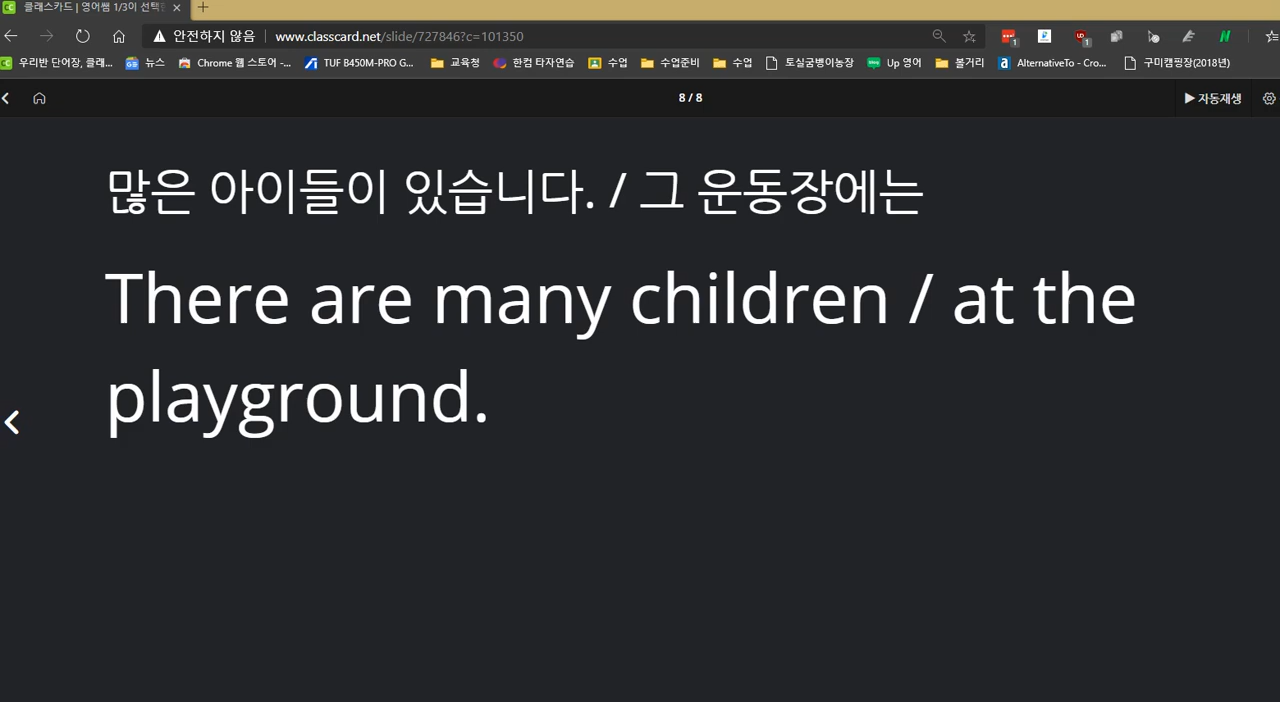 클래스카드 | 영어쌤 1/3이 선택한
안전하지 않음 | www.classcard.net/slide/727846?c=101350
1 1
우리반 단어장, 클래... 뉴스 Chrome 웹 스토어 -... TUF B450M-PRO G... 교육청 한컴 타자연습 수업 수업준비 수업 토실굼벵이농장 Up 영어 볼거리 AlternativeTo - Cro... 구미캠핑장(2018년)
8 / 8 ▶ 자동재생
많은 아이들이 있습니다. / 그 운동장에는
There are many children / at the
playground.